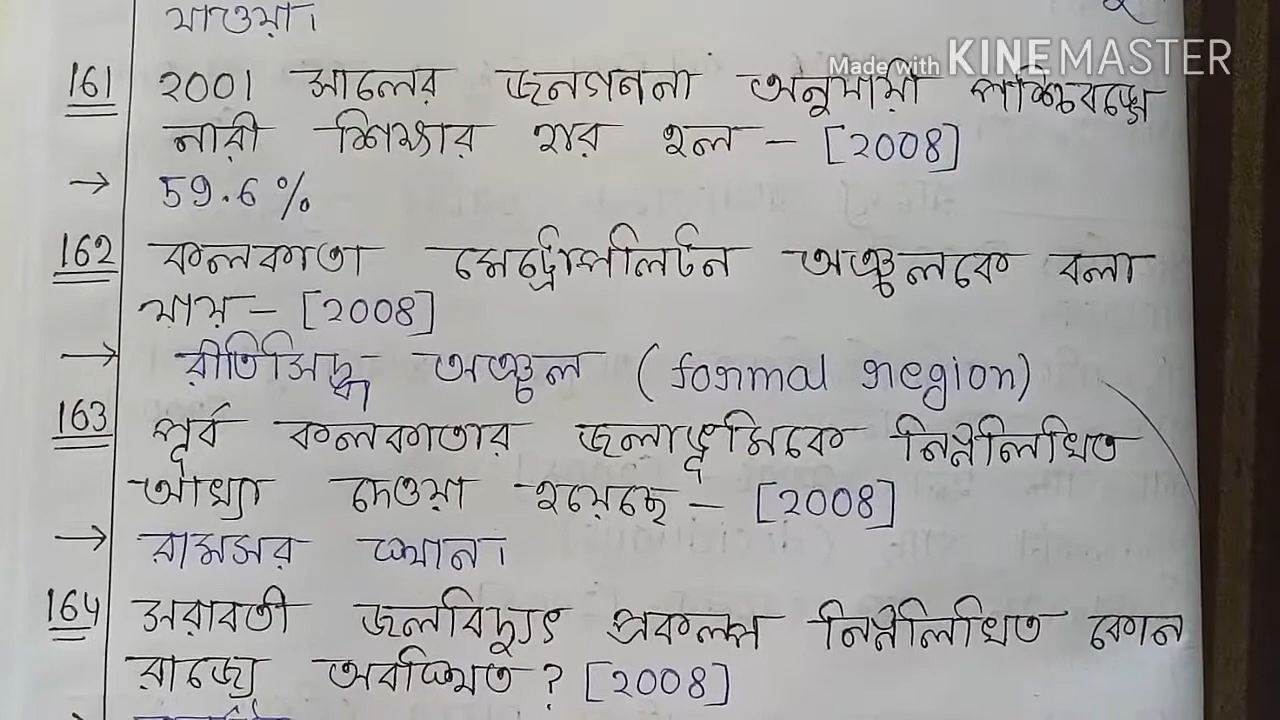 যাওয়া।
Made with KINEMASTER
161 2001 সালের জনগননা অনুযায়ী পশ্চিমবঙ্গে
নারী শিক্ষার হার হল - [2008]
→ 59.6%
162 কলকাতা মেট্রোপলিটন অঞ্চলকে বলা
যায় - [2008]
→ রীতিসিদ্ধ অঞ্চল (formal region)
163 পূর্ব কলকাতার জলাভূমিকে নিম্নলিখিত
আখ্যা দেওয়া হয়েছে - [2008]
→ রামসর স্থান।
164 সরাবতী জলবিদ্যুৎ প্রকল্প নিম্নলিখিত কোন
রাজ্যে অবস্থিত? [2008]